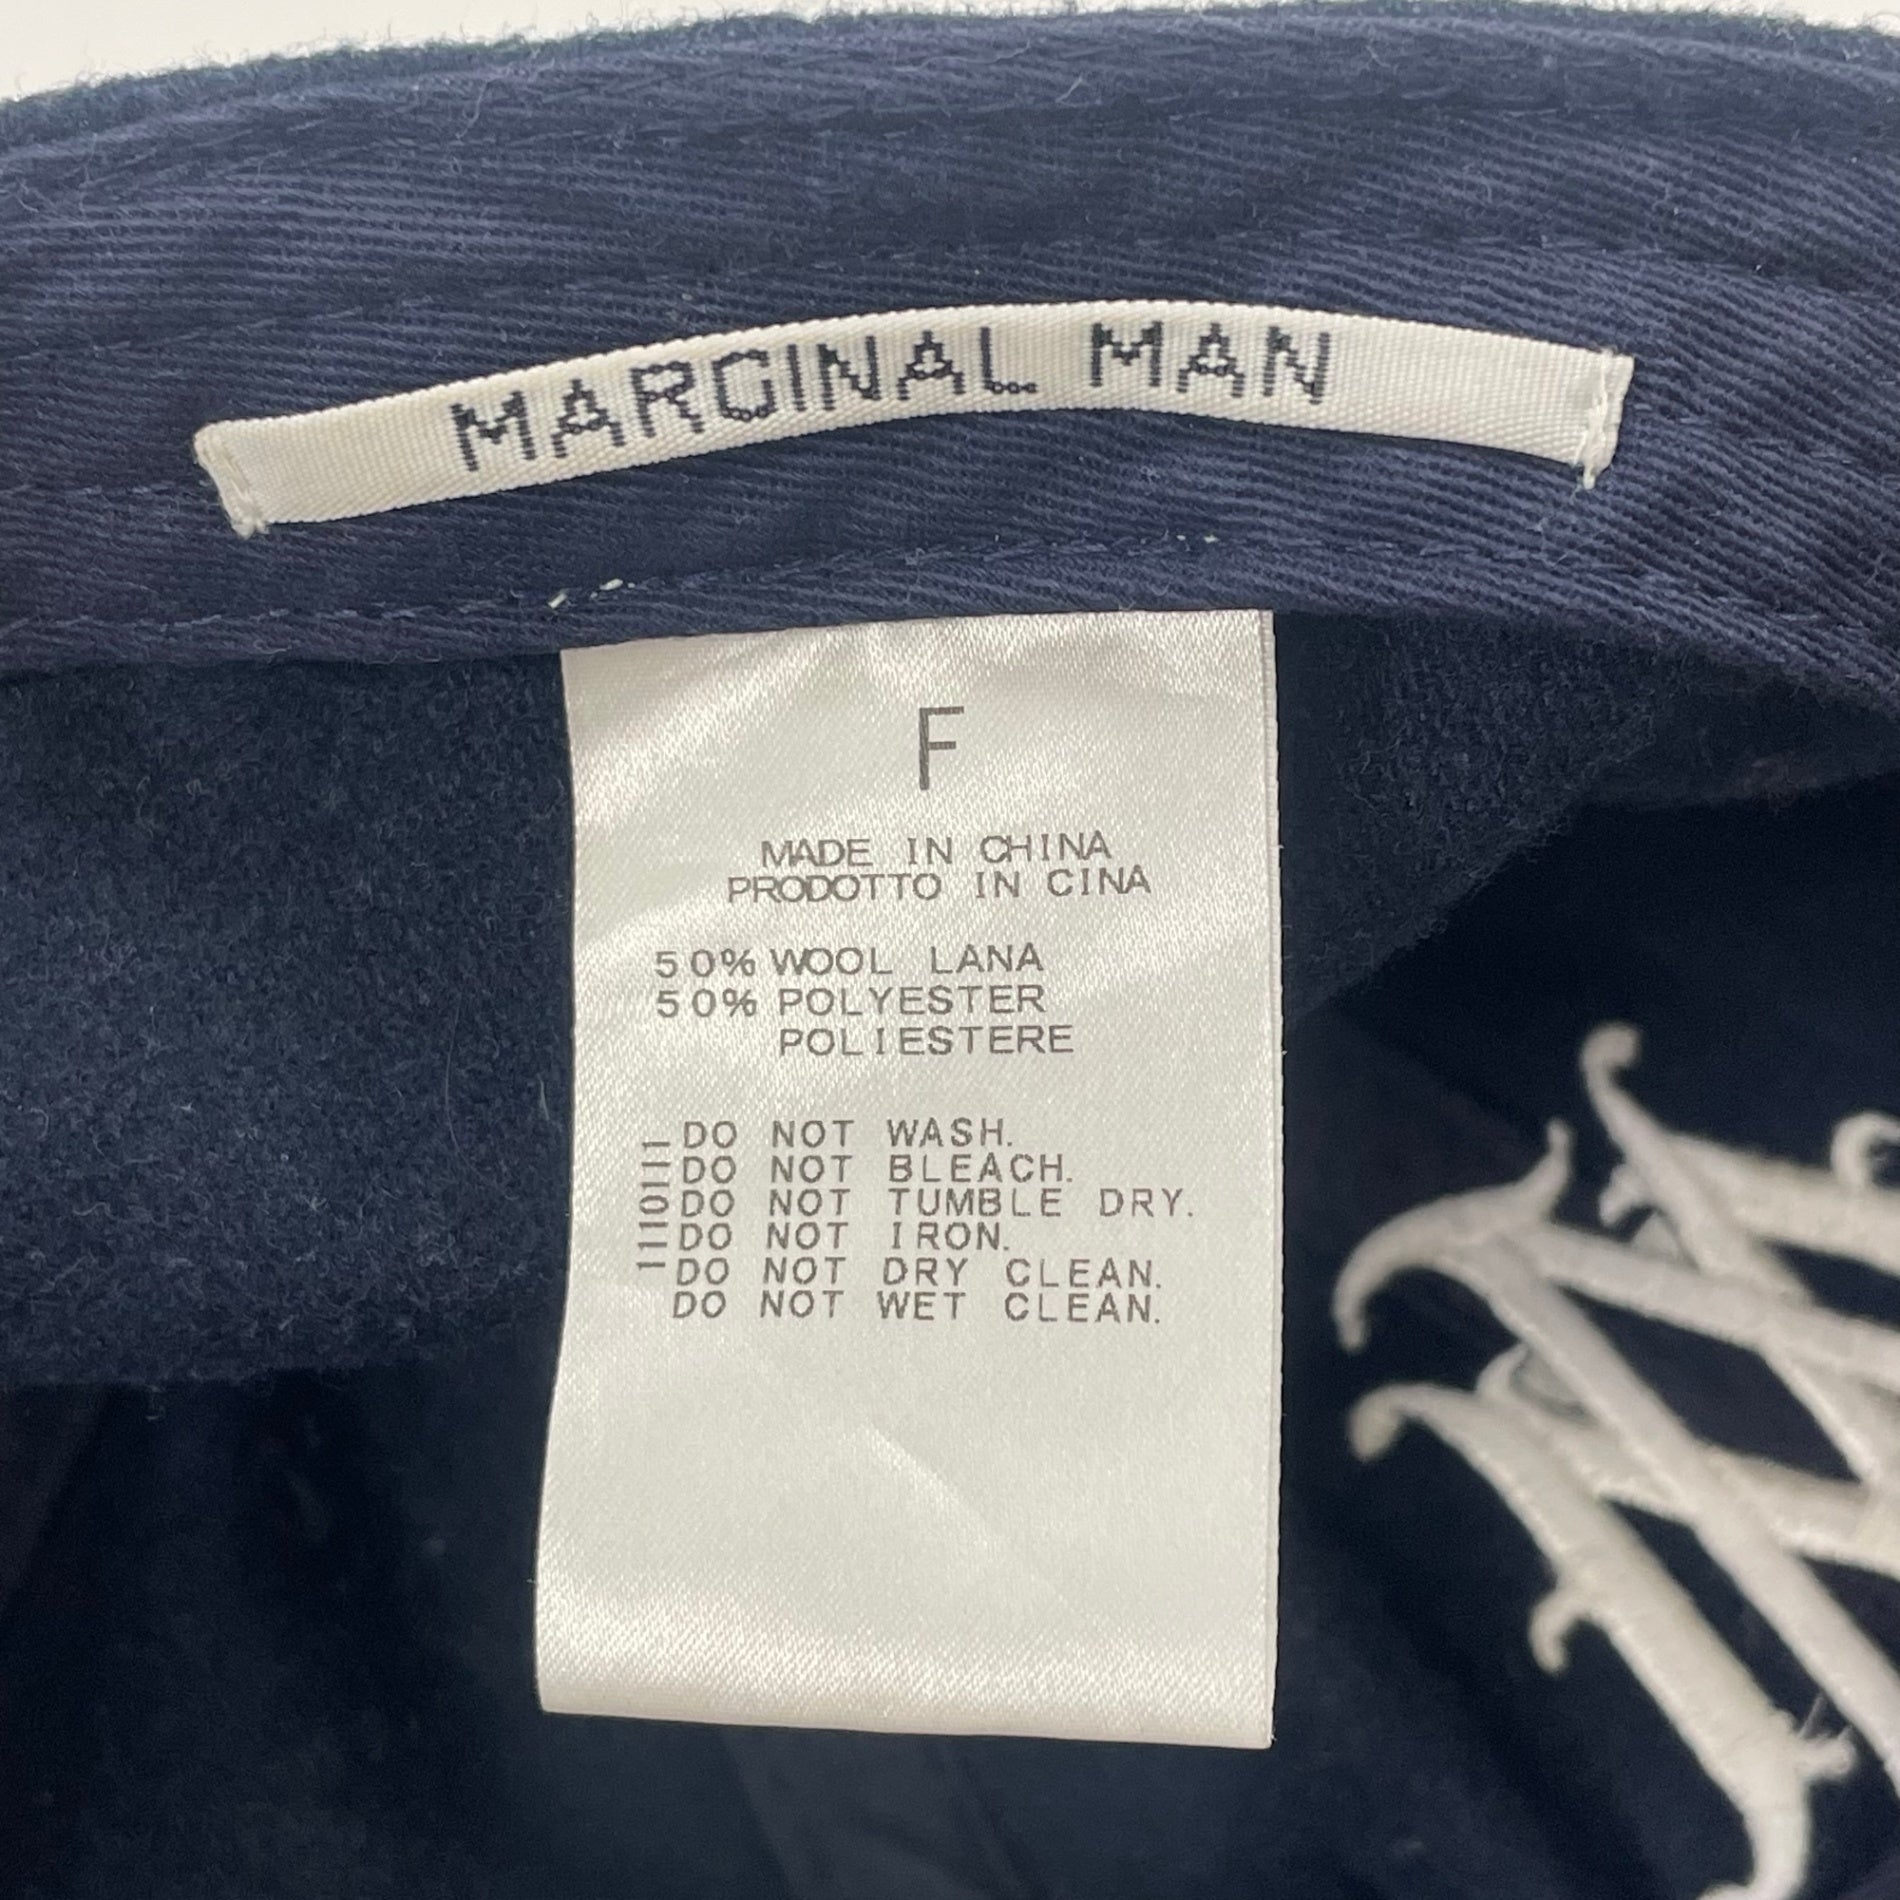 MARGINAL MAN
F
MADE IN CHINA
PRODOTTO IN CINA
50% WOOL LANA
50% POLYESTER
POLIESTERE
DO NOT WASH.
DO NOT BLEACH.
DO NOT TUMBLE DRY.
DO NOT IRON.
DO NOT DRY CLEAN.
DO NOT WET CLEAN.
1110111